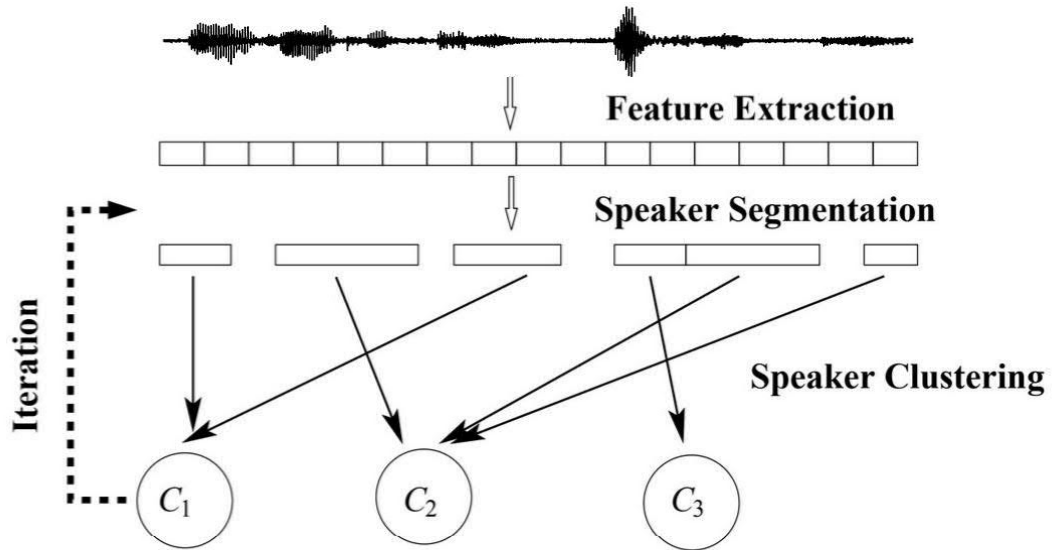 Feature Extraction
Speaker Segmentation
Iteration
Speaker Clustering
C1
C2
C3